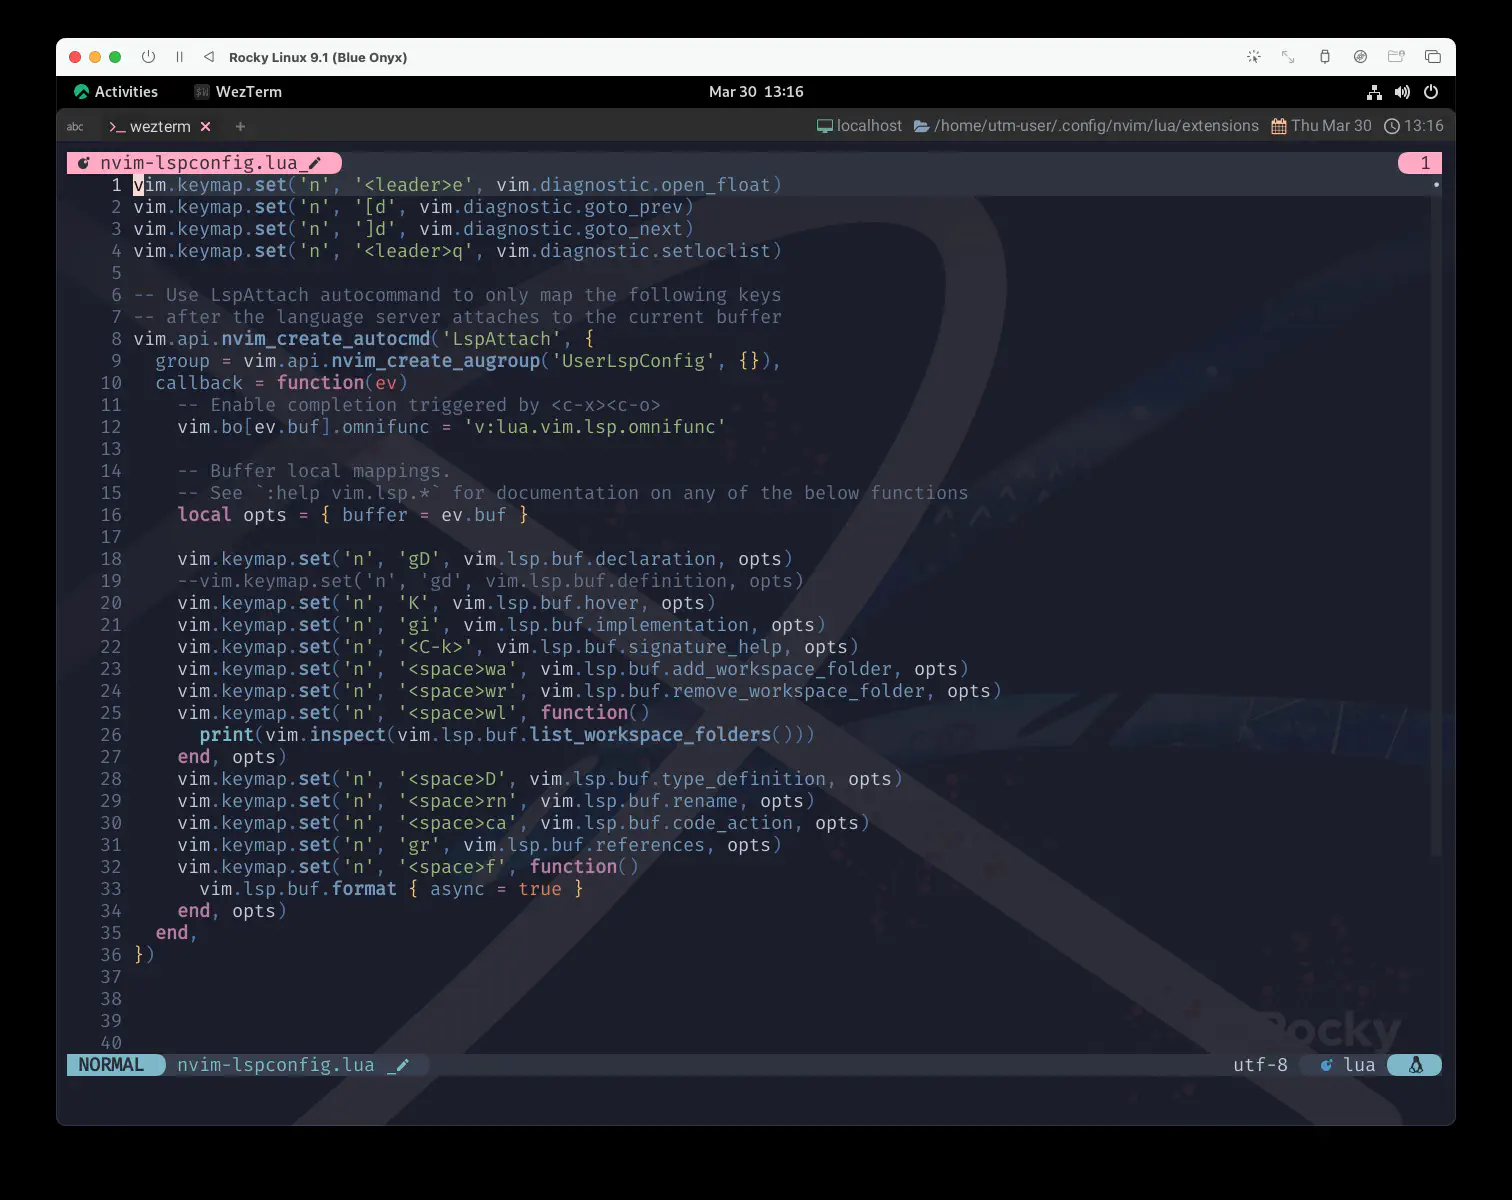 Rocky Linux 9.1 (Blue Onyx)
Activities WezTerm Mar 30 13:16
abc >_ wezterm × + localhost /home/utm-user/.config/nvim/lua/extensions Thu Mar 30 13:16
nvim-lspconfig.lua_ 1
1 vim.keymap.set('n', '<leader>e', vim.diagnostic.open_float)
2 vim.keymap.set('n', '[d', vim.diagnostic.goto_prev)
3 vim.keymap.set('n', ']d', vim.diagnostic.goto_next)
4 vim.keymap.set('n', '<leader>q', vim.diagnostic.setloclist)
5
6 -- Use LspAttach autocommand to only map the following keys
7 -- after the language server attaches to the current buffer
8 vim.api.nvim_create_autocmd('LspAttach', {
9   group = vim.api.nvim_create_augroup('UserLspConfig', {}),
10   callback = function(ev)
11     -- Enable completion triggered by <c-x><c-o>
12     vim.bo[ev.buf].omnifunc = 'v:lua.vim.lsp.omnifunc'
13
14     -- Buffer local mappings.
15     -- See `:help vim.lsp.*` for documentation on any of the below functions
16     local opts = { buffer = ev.buf }
17
18     vim.keymap.set('n', 'gD', vim.lsp.buf.declaration, opts)
19     --vim.keymap.set('n', 'gd', vim.lsp.buf.definition, opts)
20     vim.keymap.set('n', 'K', vim.lsp.buf.hover, opts)
21     vim.keymap.set('n', 'gi', vim.lsp.buf.implementation, opts)
22     vim.keymap.set('n', '<C-k>', vim.lsp.buf.signature_help, opts)
23     vim.keymap.set('n', '<space>wa', vim.lsp.buf.add_workspace_folder, opts)
24     vim.keymap.set('n', '<space>wr', vim.lsp.buf.remove_workspace_folder, opts)
25     vim.keymap.set('n', '<space>wl', function()
26       print(vim.inspect(vim.lsp.buf.list_workspace_folders()))
27     end, opts)
28     vim.keymap.set('n', '<space>D', vim.lsp.buf.type_definition, opts)
29     vim.keymap.set('n', '<space>rn', vim.lsp.buf.rename, opts)
30     vim.keymap.set('n', '<space>ca', vim.lsp.buf.code_action, opts)
31     vim.keymap.set('n', 'gr', vim.lsp.buf.references, opts)
32     vim.keymap.set('n', '<space>f', function()
33       vim.lsp.buf.format { async = true }
34     end, opts)
35   end,
36 })
37
38
39
40
Rocky
NORMAL nvim-lspconfig.lua _ utf-8 lua